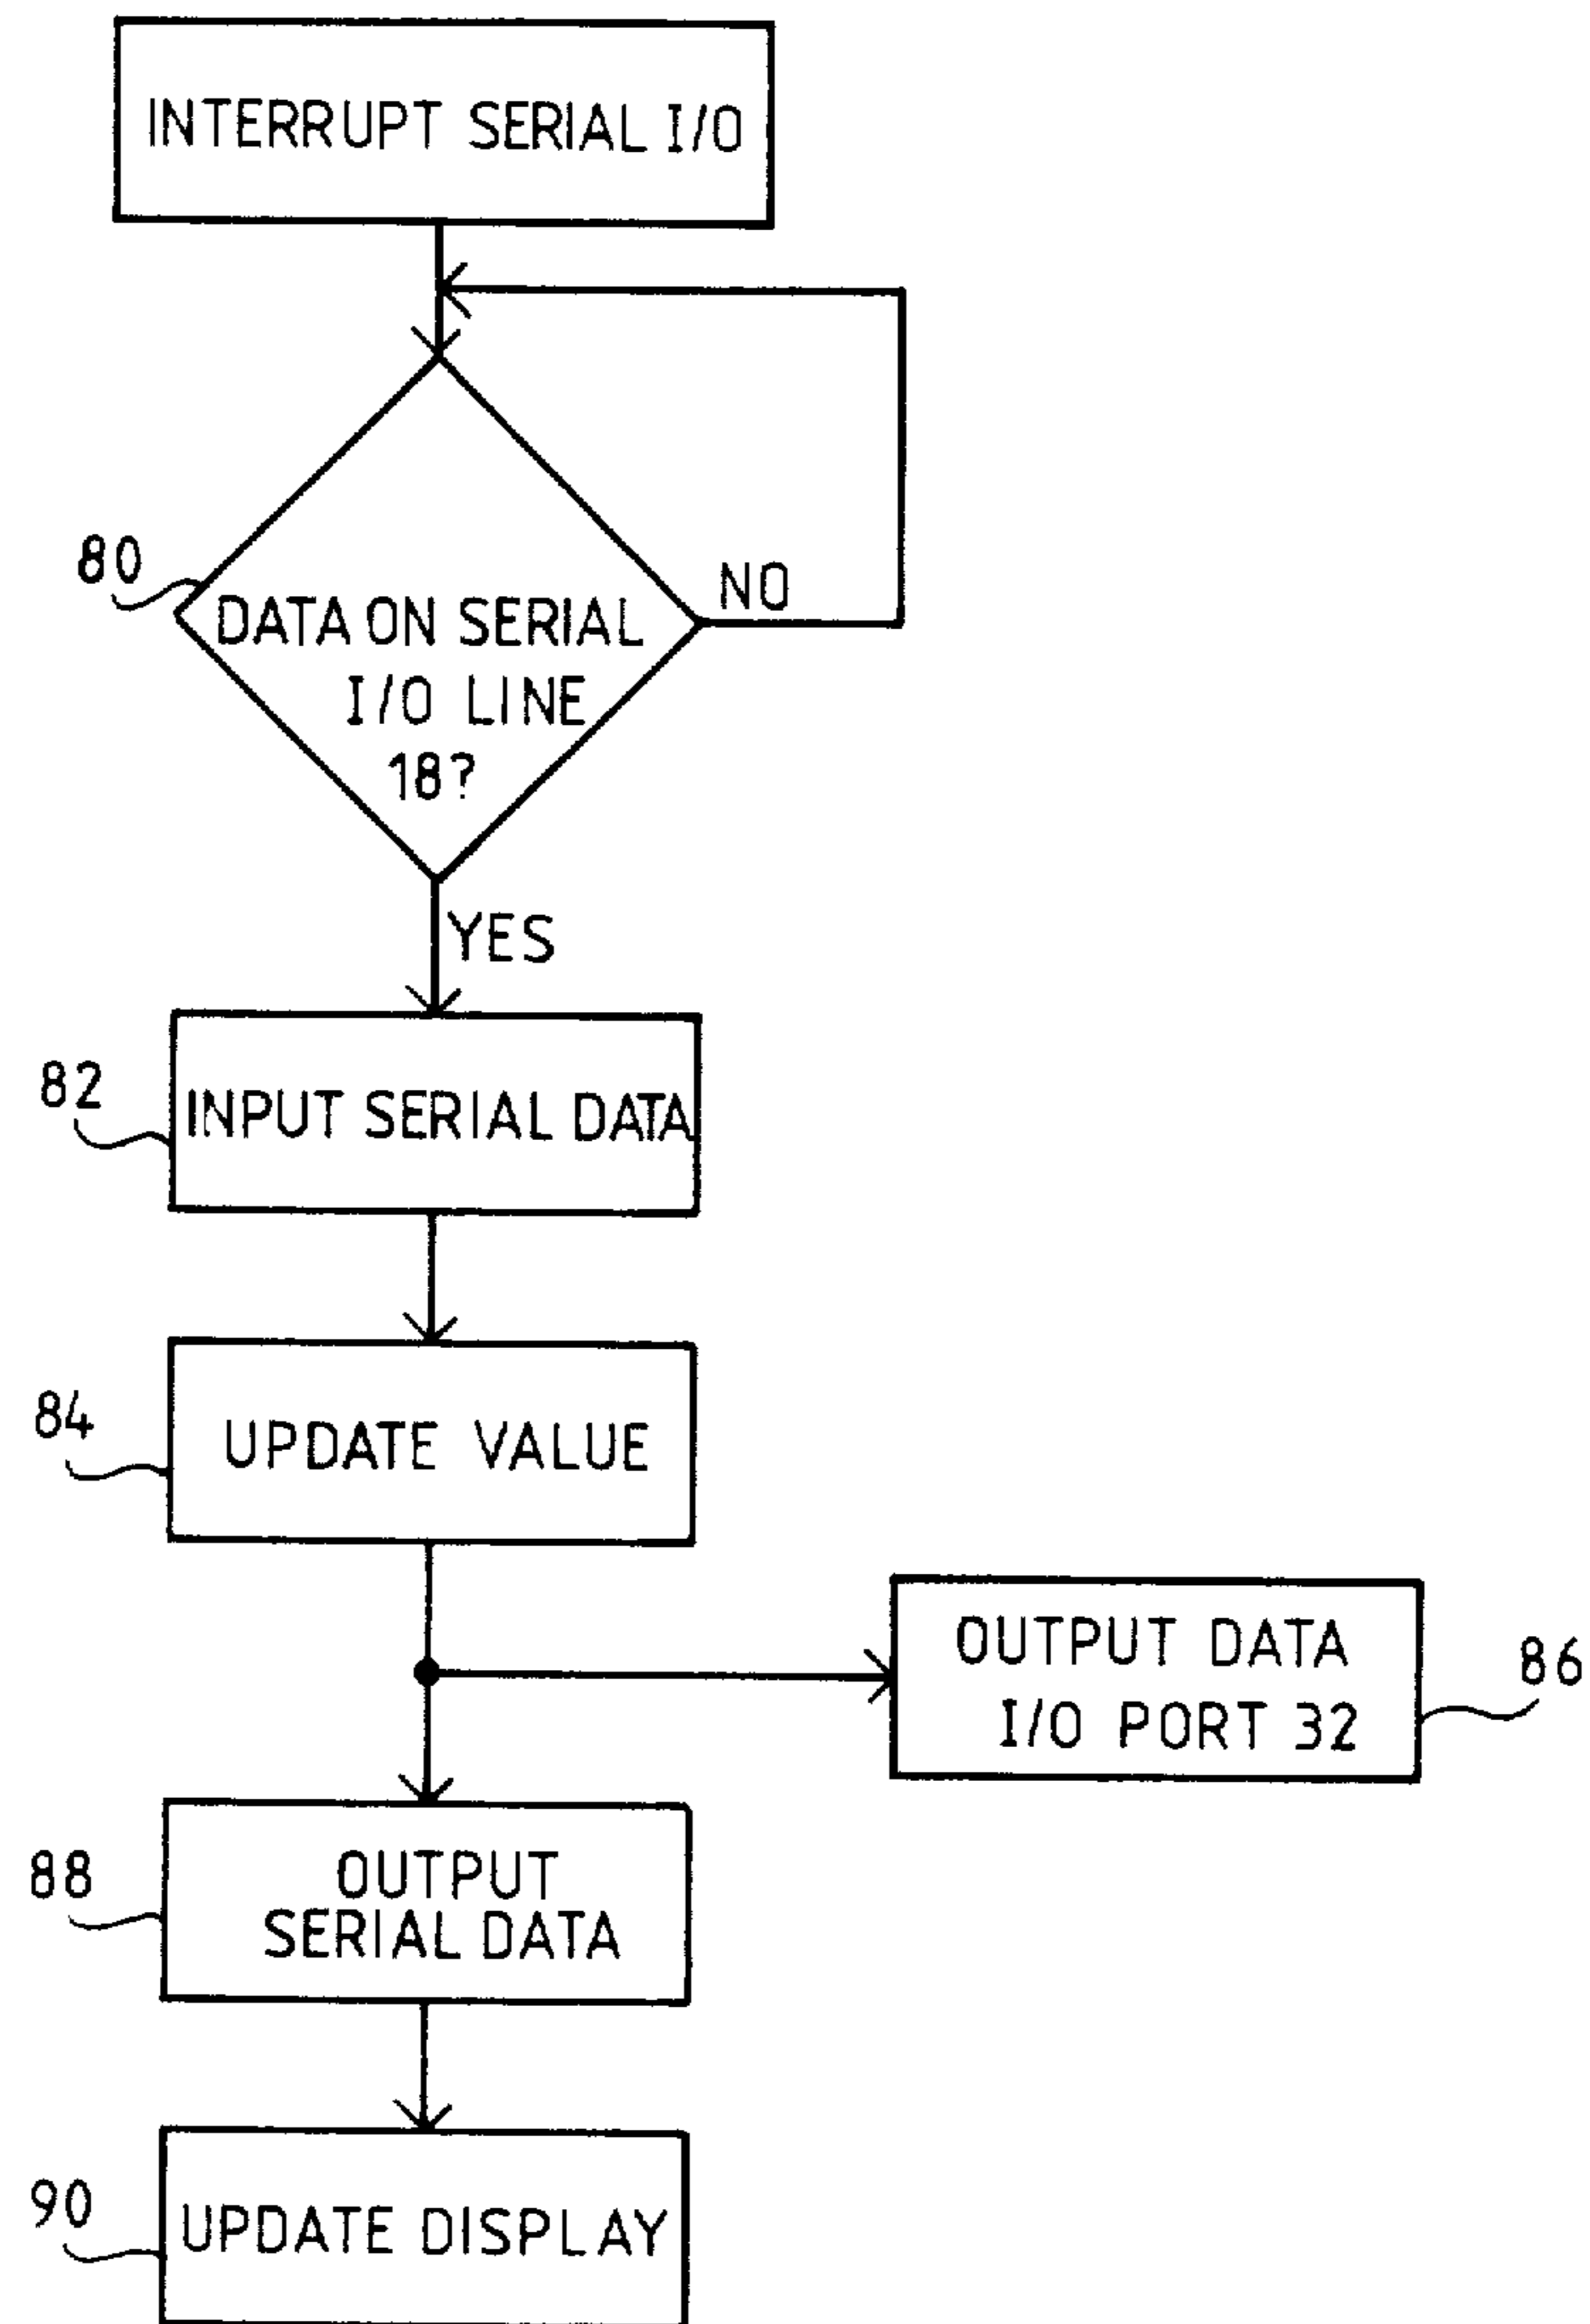 INTERRUPT SERIAL I/O
80
DATA ON SERIAL
I/O LINE
18?
NO
YES
82
INPUT SERIAL DATA
84
UPDATE VALUE
OUTPUT DATA
I/O PORT 32
86
88
OUTPUT
SERIAL DATA
90
UPDATE DISPLAY